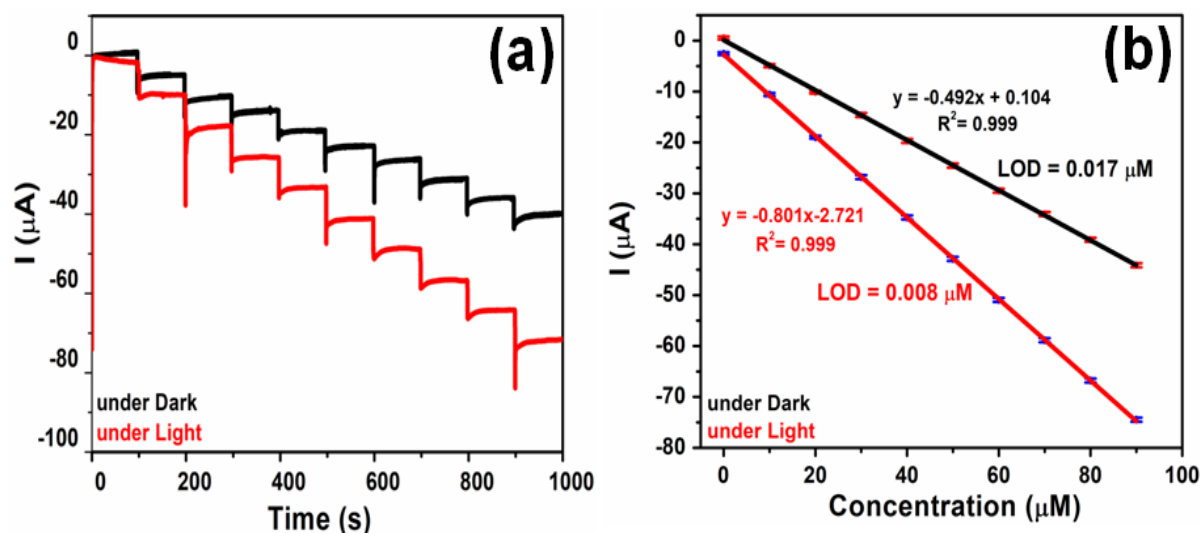 (a)
0
-20
-40
-60
-80
-100
I (µA)
under Dark
under Light
0 200 400 600 800 1000
Time (s)
(b)
0
-10
-20
-30
-40
-50
-60
-70
-80
I (µA)
y = -0.492x + 0.104
R²= 0.999
LOD = 0.017 µM
y = -0.801x-2.721
R²= 0.999
LOD = 0.008 µM
under Dark
under Light
0 20 40 60 80 100
Concentration (µM)